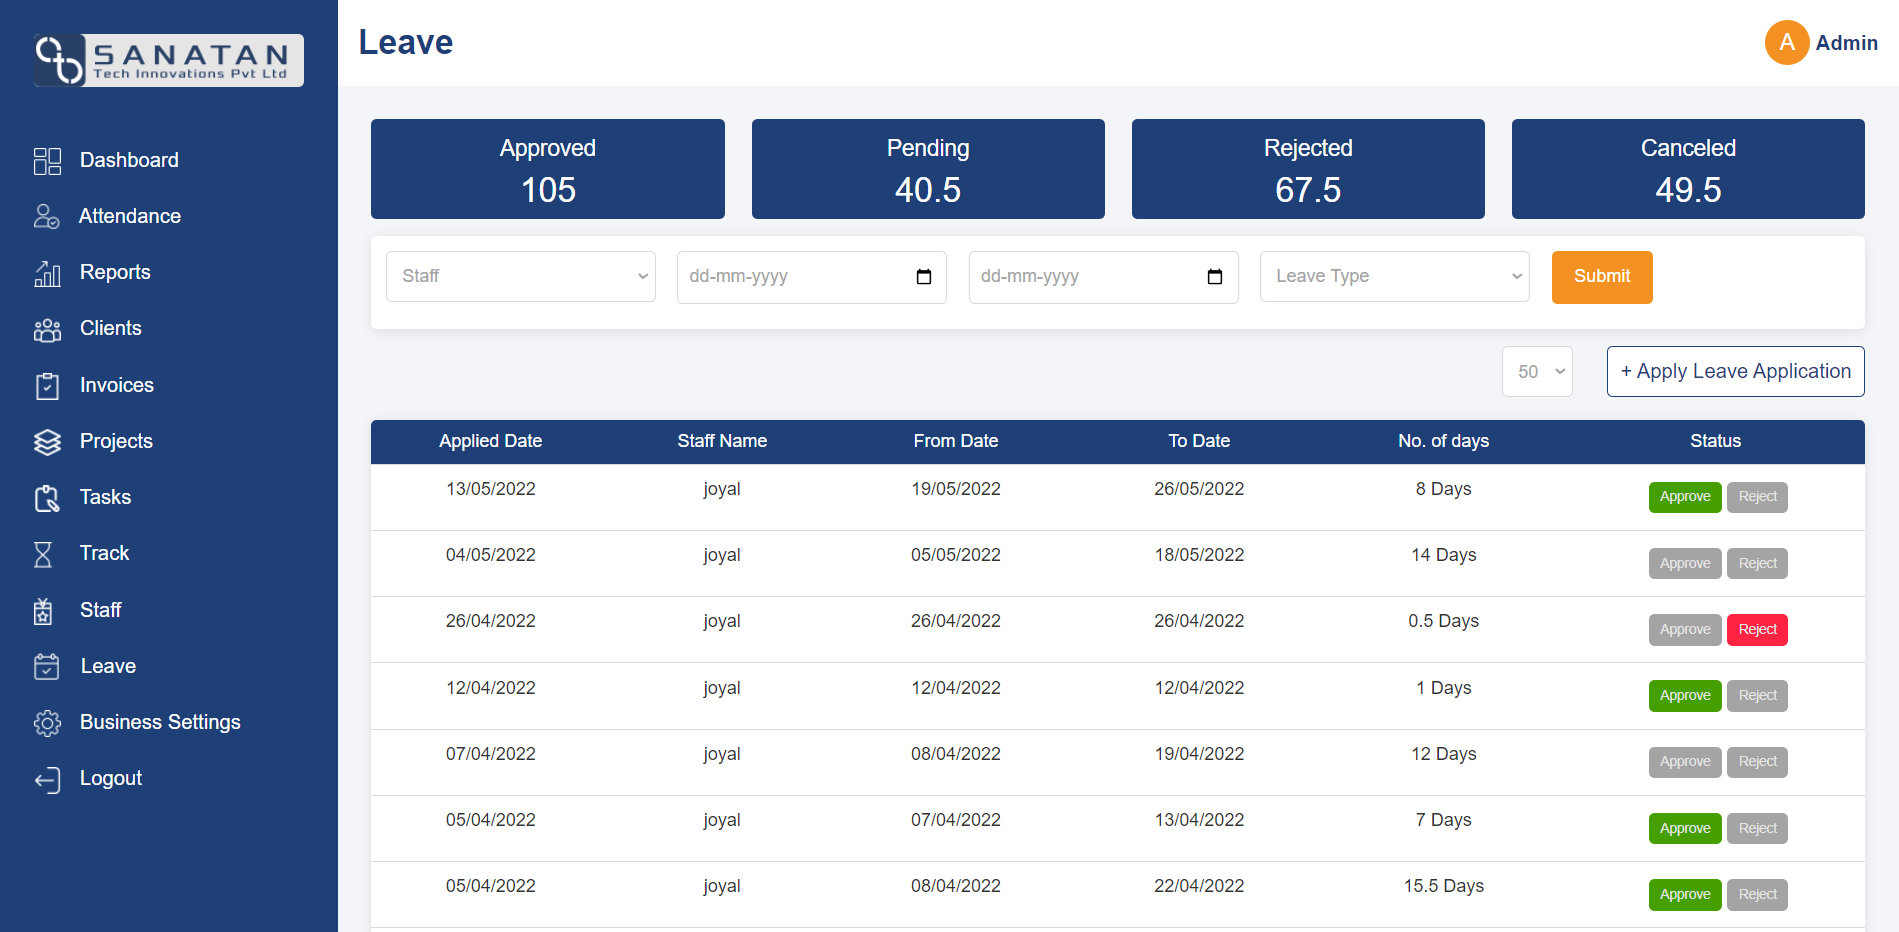 SANATAN
Tech Innovations Pvt Ltd
Dashboard
Attendance
Reports
Clients
Invoices
Projects
Tasks
Track
Staff
Leave
Business Settings
Logout
Leave
A Admin
Approved Pending Rejected Canceled
105 40.5 67.5 49.5
Staff dd-mm-yyyy dd-mm-yyyy Leave Type Submit
50 + Apply Leave Application
Applied Date Staff Name From Date To Date No. of days Status
13/05/2022 joyal 19/05/2022 26/05/2022 8 Days Approve Reject
04/05/2022 joyal 05/05/2022 18/05/2022 14 Days Approve Reject
26/04/2022 joyal 26/04/2022 26/04/2022 0.5 Days Approve Reject
12/04/2022 joyal 12/04/2022 12/04/2022 1 Days Approve Reject
07/04/2022 joyal 08/04/2022 19/04/2022 12 Days Approve Reject
05/04/2022 joyal 07/04/2022 13/04/2022 7 Days Approve Reject
05/04/2022 joyal 08/04/2022 22/04/2022 15.5 Days Approve Reject